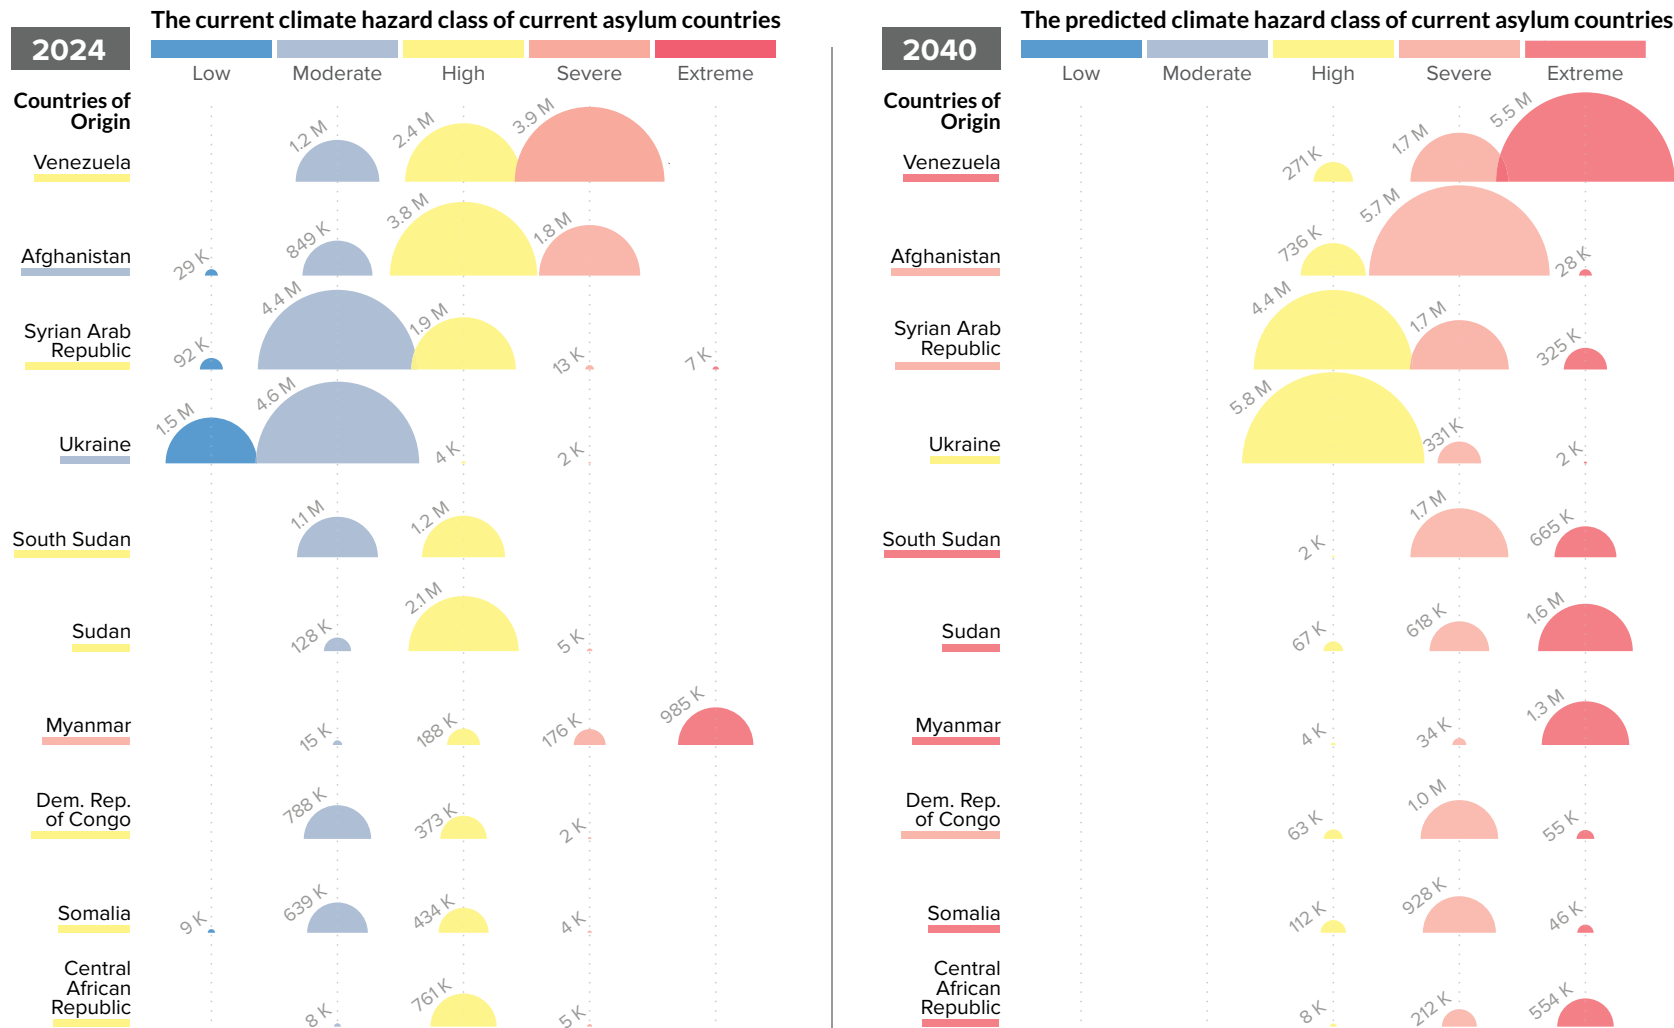 The current climate hazard class of current asylum countries
2024
Low
Moderate
High
Severe
Extreme
Countries of
Origin
Venezuela
1.2 M
2.4 M
3.9 M
Afghanistan
29 K
849 K
3.8 M
1.8 M
Syrian Arab
Republic
92 K
4.4 M
1.9 M
13 K
7 K
Ukraine
1.5 M
4.6 M
4 K
2 K
South Sudan
1.1 M
1.2 M
Sudan
128 K
2.1 M
5 K
Myanmar
15 K
188 K
176 K
985 K
Dem. Rep.
of Congo
788 K
373 K
2 K
Somalia
9 K
639 K
434 K
4 K
Central
African
Republic
8 K
761 K
5 K
The predicted climate hazard class of current asylum countries
2040
Low
Moderate
High
Severe
Extreme
Countries of
Origin
Venezuela
271 K
1.7 M
5.5 M
Afghanistan
736 K
5.7 M
28 K
Syrian Arab
Republic
4.4 M
1.7 M
325 K
Ukraine
5.8 M
331 K
2 K
South Sudan
2 K
1.7 M
665 K
Sudan
67 K
618 K
1.6 M
Myanmar
4 K
34 K
1.3 M
Dem. Rep.
of Congo
63 K
1.0 M
55 K
Somalia
112 K
928 K
46 K
Central
African
Republic
8 K
212 K
554 K